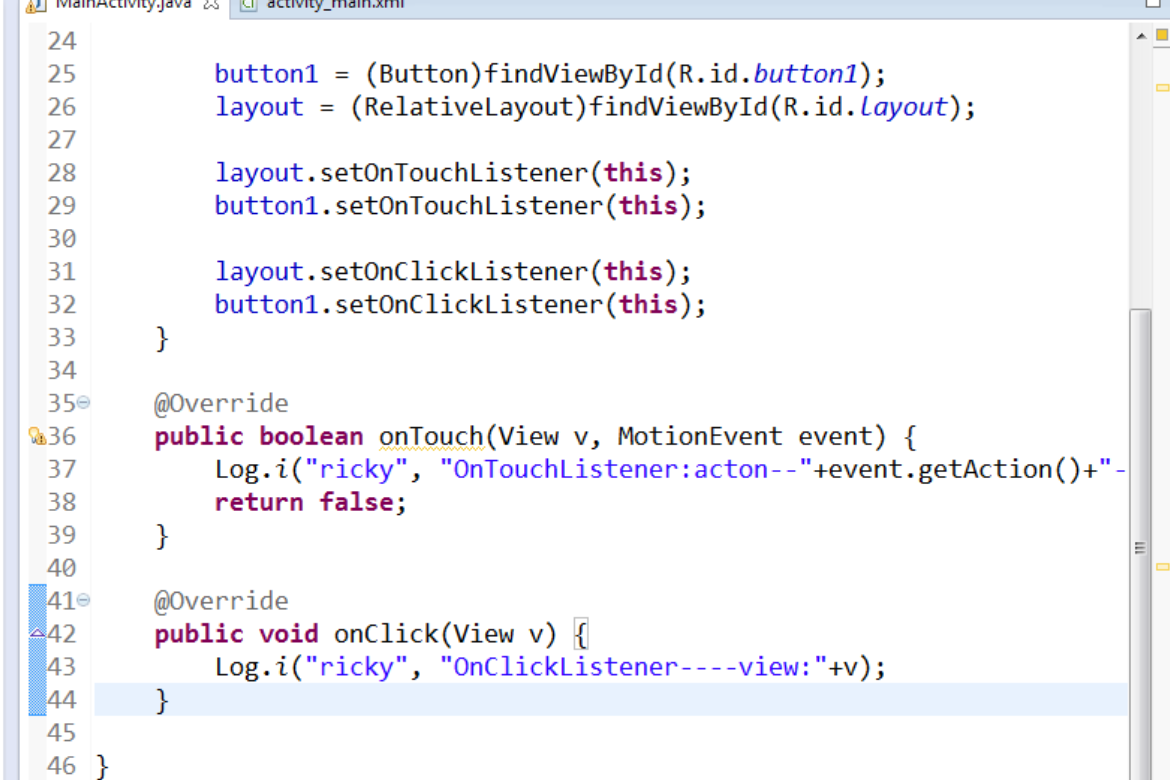 MainActivity.java activity_main.xml
24
25 button1 = (Button)findViewById(R.id.button1);
26 layout = (RelativeLayout)findViewById(R.id.layout);
27
28 layout.setOnTouchListener(this);
29 button1.setOnTouchListener(this);
30
31 layout.setOnClickListener(this);
32 button1.setOnClickListener(this);
33 }
34
35 @Override
36 public boolean onTouch(View v, MotionEvent event) {
37 Log.i("ricky", "OnTouchListener:acton--"+event.getAction()+"-
38 return false;
39 }
40
41 @Override
42 public void onClick(View v) {
43 Log.i("ricky", "OnClickListener----view:"+v);
44 }
45
46 }